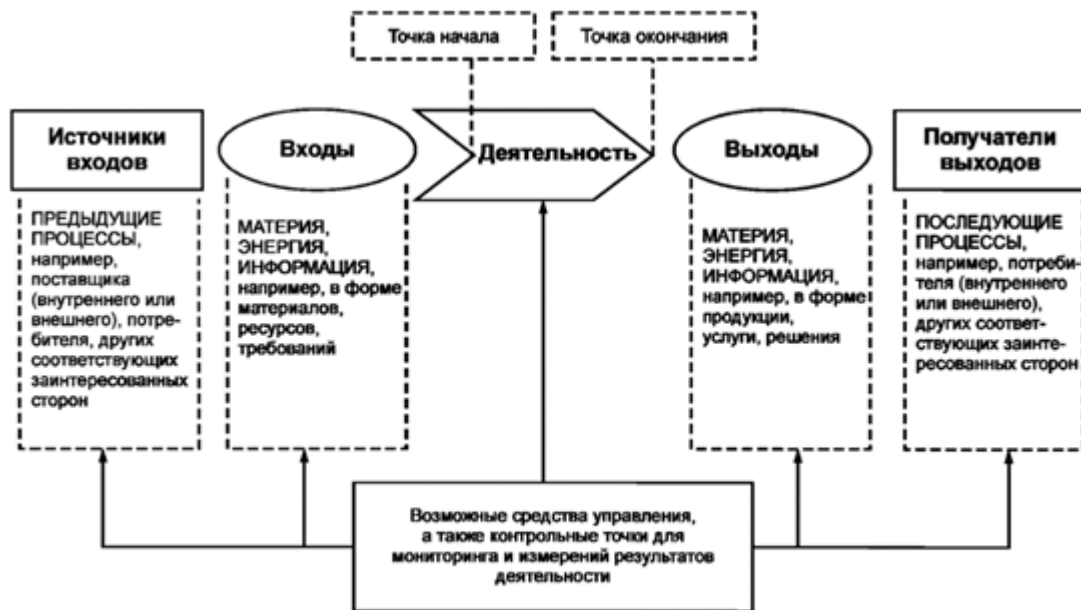 Точка начала
Точка окончания
Источники
входов
Входы
Деятельность
Выходы
Получатели
выходов
ПРЕДЫДУЩИЕ
ПРОЦЕССЫ,
например,
поставщика
(внутреннего или
внешнего), потре-
бителя, других
соответствующих
заинтересованных
сторон
МАТЕРИЯ,
ЭНЕРГИЯ,
ИНФОРМАЦИЯ,
например, в форме
материалов,
ресурсов,
требований
МАТЕРИЯ,
ЭНЕРГИЯ,
ИНФОРМАЦИЯ,
например, в форме
продукции,
услуги, решения
ПОСЛЕДУЮЩИЕ
ПРОЦЕССЫ,
например, потреби-
теля (внутреннего
или внешнего),
других соответ-
ствующих заинте-
ресованных сторон
Возможные средства управления,
а также контрольные точки для
мониторинга и измерений результатов
деятельности